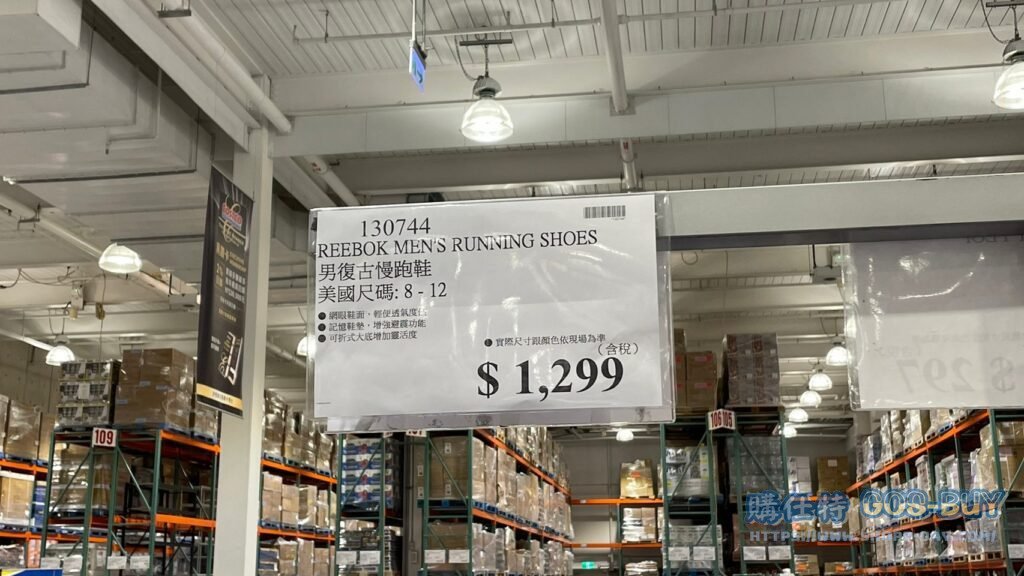 130744
REEBOK MEN'S RUNNING SHOES
男復古慢跑鞋
美國尺碼: 8 - 12
● 網眼鞋面，輕便透氣度佳
● 記憶鞋墊，增強避震功能
● 可折式大底增加靈活度
● 實際尺寸跟顏色依現場為準
(含稅)
$ 1,299
109
106
購任特 COS-BUY